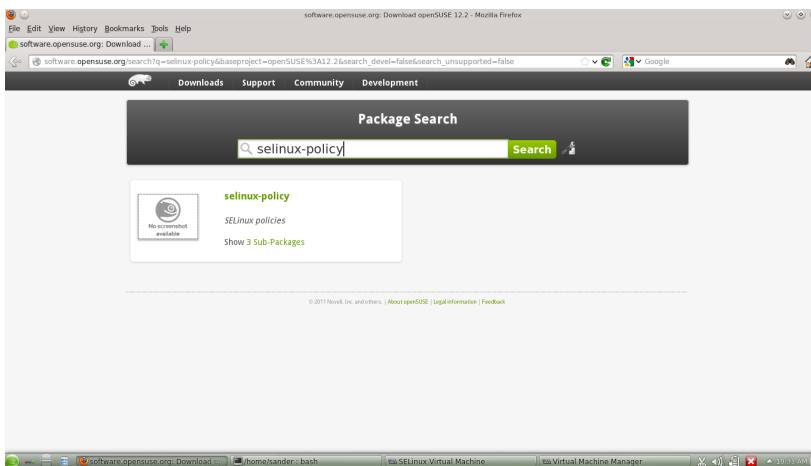 software.opensuse.org: Download openSUSE 12.2 - Mozilla Firefox
File Edit View History Bookmarks Tools Help
software.opensuse.org: Download ...
software.opensuse.org/search?q=selinux-policy&baseproject=openSUSE%3A12.2&search_devel=false&search_unsupported=false
Google
Downloads Support Community Development
Package Search
selinux-policy Search
No screenshot
available
selinux-policy
SELinux policies
Show 3 Sub-Packages
© 2011 Novell, Inc. and others. | About openSUSE | Legal information | Feedback
software.opensuse.org: Download /home/sander : bash SELinux Virtual Machine Virtual Machine Manager